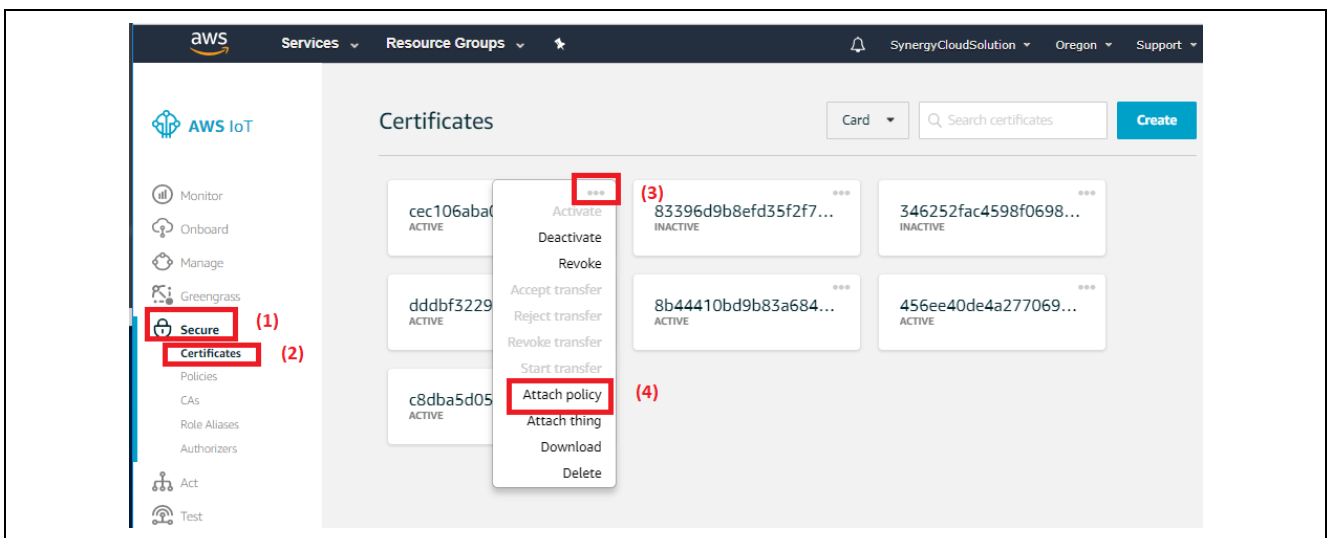 aws Services Resource Groups SynergyCloudSolution Oregon Support
AWS IoT
Certificates Card Search certificates Create
Monitor
Onboard
Manage
Greengrass
Secure (1)
Certificates (2)
Policies
CAs
Role Aliases
Authorizers
Act
Test
cec106aba
ACTIVE
(3)
83396d9b8efd35f2f7...
INACTIVE
346252fac4598f0698...
INACTIVE
dddbf3229
ACTIVE
8b44410bd9b83a684...
ACTIVE
456ee40de4a277069...
ACTIVE
c8dba5d05
ACTIVE
Activate
Deactivate
Revoke
Accept transfer
Reject transfer
Revoke transfer
Start transfer
Attach policy (4)
Attach thing
Download
Delete